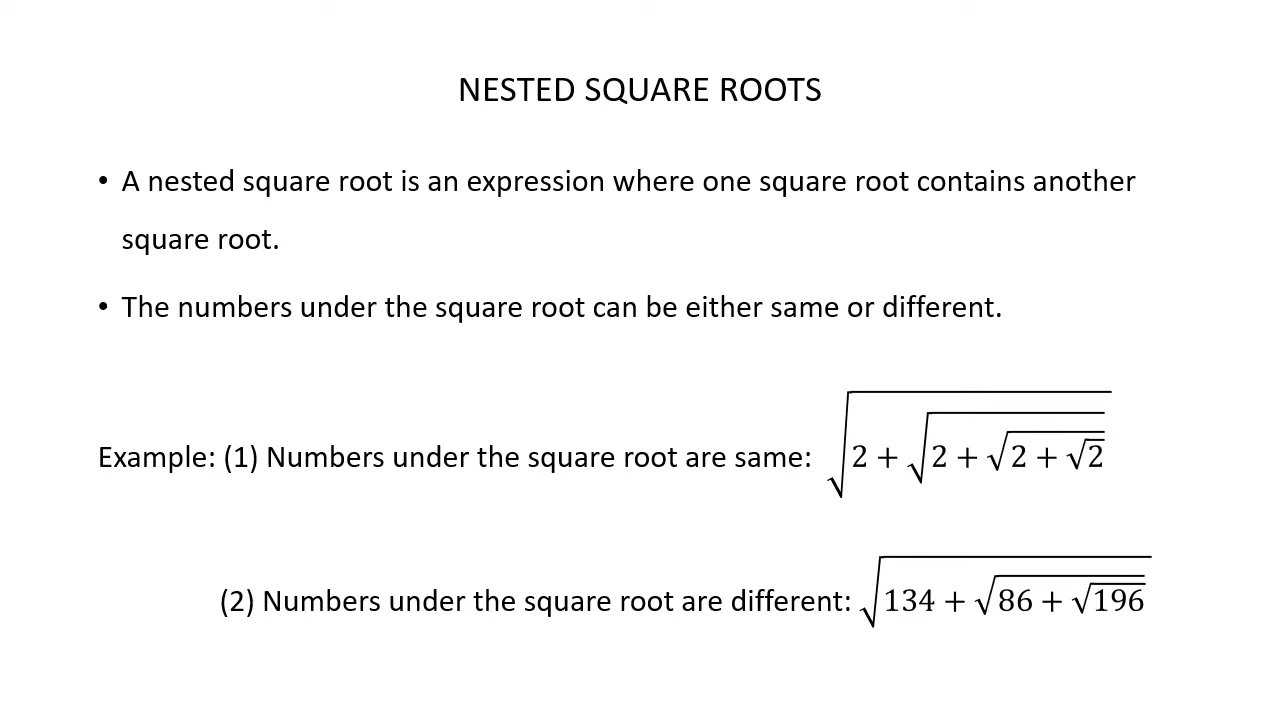 NESTED SQUARE ROOTS
• A nested square root is an expression where one square root contains another
square root.
• The numbers under the square root can be either same or different.
Example: (1) Numbers under the square root are same: √(2 + √(2 + √(2 + √2)))
(2) Numbers under the square root are different: √(134 + √(86 + √196))